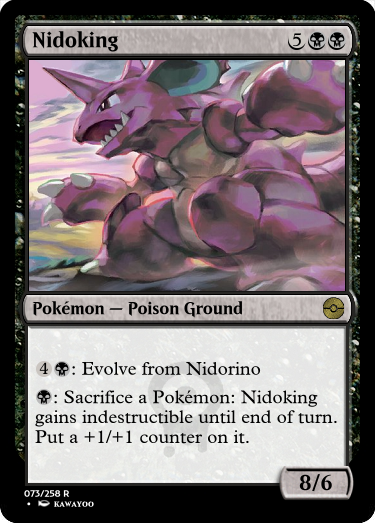 Nidoking 5
Pokémon — Poison Ground
4 : Evolve from Nidorino
: Sacrifice a Pokémon: Nidoking
gains indestructible until end of turn.
Put a +1/+1 counter on it.
8/6
073/258 R
• KAWAYOO